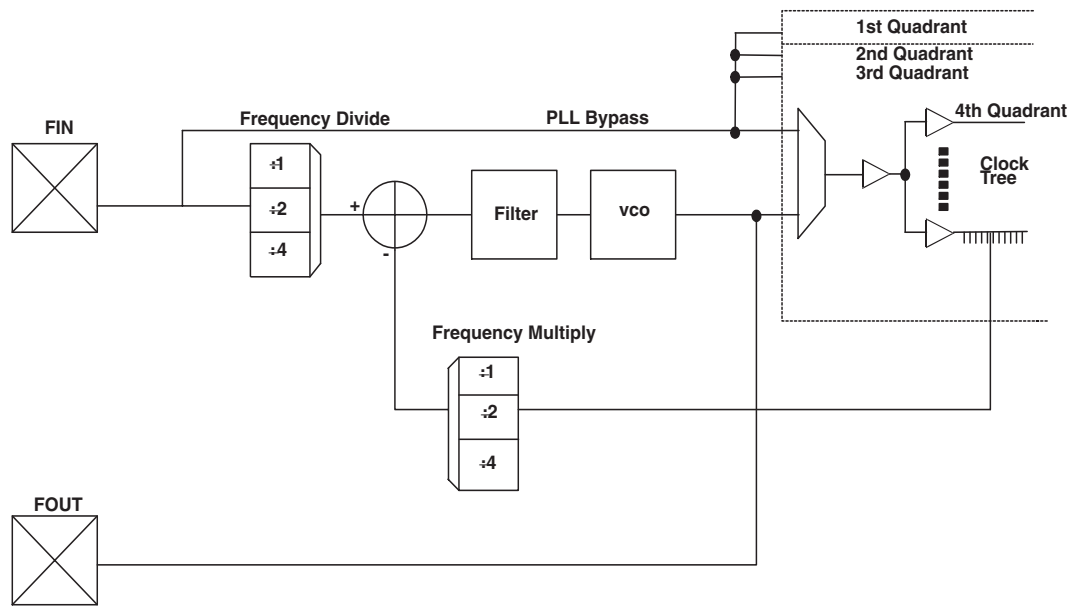 1st Quadrant
2nd Quadrant
3rd Quadrant
4th Quadrant
Frequency Divide
PLL Bypass
FIN
÷1
÷2
÷4
+
-
Filter
vco
Clock
Tree
Frequency Multiply
÷1
÷2
÷4
FOUT